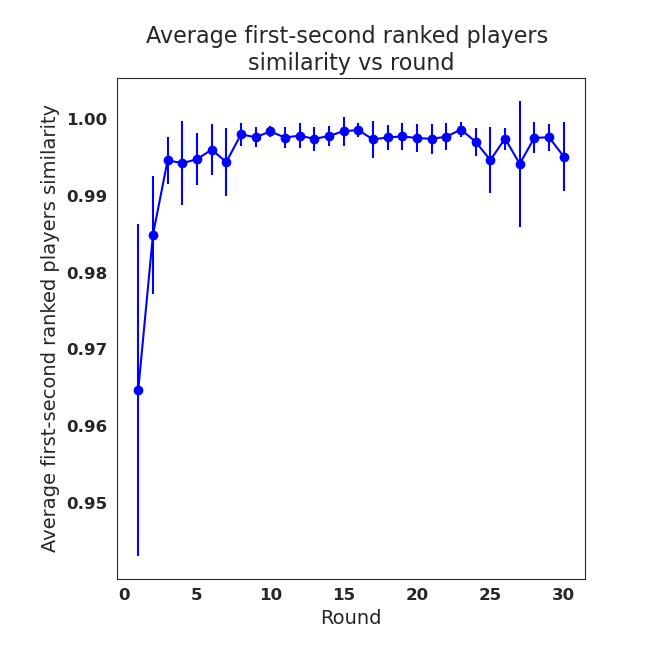 Average first-second ranked players
similarity vs round
Average first-second ranked players similarity
1.00
0.99
0.98
0.97
0.96
0.95
0 5 10 15 20 25 30
Round